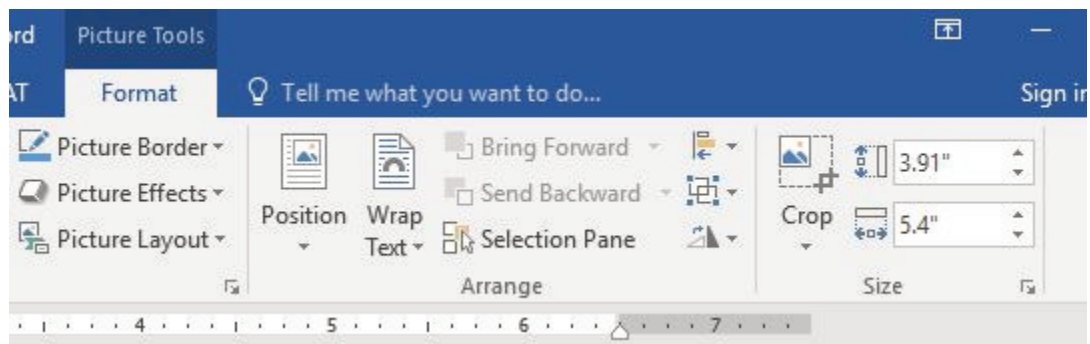 ord Picture Tools
AT Format Tell me what you want to do... Sign in
Picture Border
Picture Effects
Picture Layout
Position
Wrap
Text
Bring Forward
Send Backward
Selection Pane
Arrange
Crop
3.91"
5.4"
Size
4 5 6 7